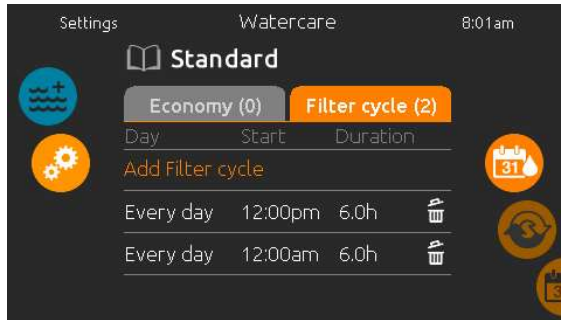 Settings Watercare 8:01am
Standard
Economy (0) Filter cycle (2)
Day Start Duration
Add Filter cycle
Every day 12:00pm 6.0h
31
Every day 12:00am 6.0h